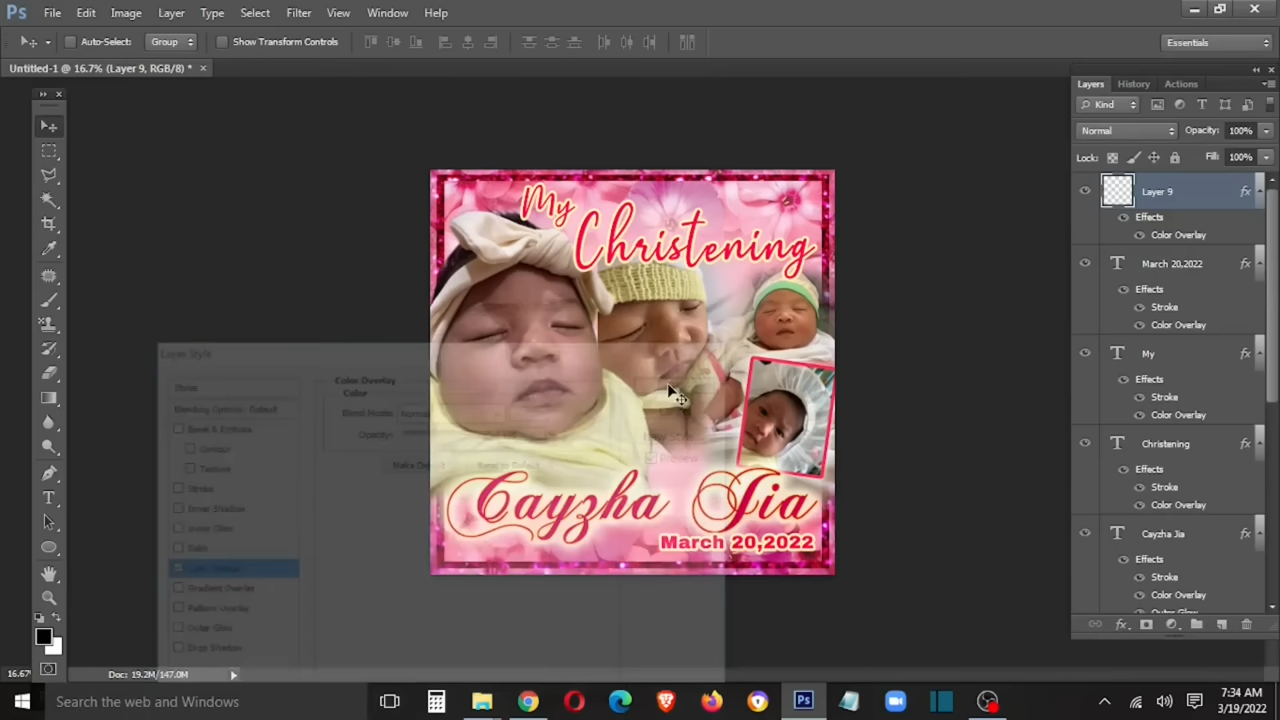 Ps File Edit Image Layer Type Select Filter View Window Help
Auto-Select: Group Show Transform Controls Essentials
Untitled-1 @ 16.7% (Layer 9, RGB/8) * ×
Layers History Actions
Kind
Normal Opacity: 100%
Lock: Fill: 100%
Layer 9 fx
Effects
Color Overlay
T March 20,2022 fx
Effects
Stroke
Color Overlay
T My fx
Effects
Stroke
Color Overlay
T Christening fx
Effects
Stroke
Color Overlay
T Cayzha Jia fx
Effects
Stroke
Color Overlay
Outer Glow
My
Christening
Cayzha Jia
March 20,2022
Layer Style
Styles
Blending Options: Default
Bevel & Emboss
Contour
Texture
Stroke
Inner Shadow
Inner Glow
Satin
Color Overlay
Gradient Overlay
Pattern Overlay
Outer Glow
Drop Shadow
Color Overlay
Color
Blend Mode: Normal
Opacity:
Preview
16.67% Doc: 19.2M/147.0M
Search the web and Windows
7:34 AM
3/19/2022